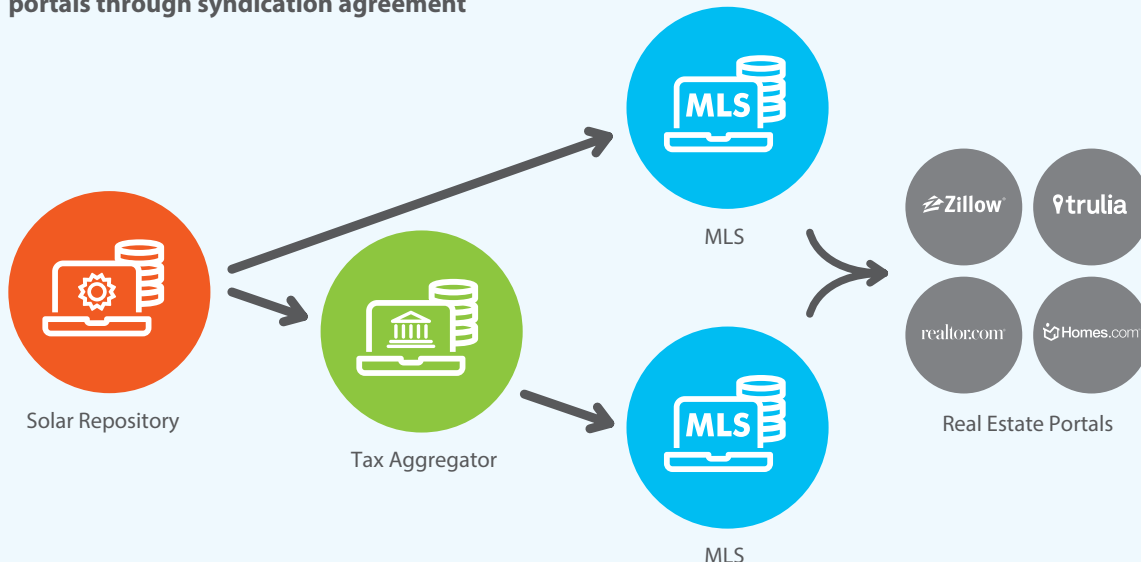 portals through syndication agreement
MLS
MLS
Zillow
trulia
realtor.com
Homes.com
Solar Repository
Tax Aggregator
MLS
Real Estate Portals
MLS